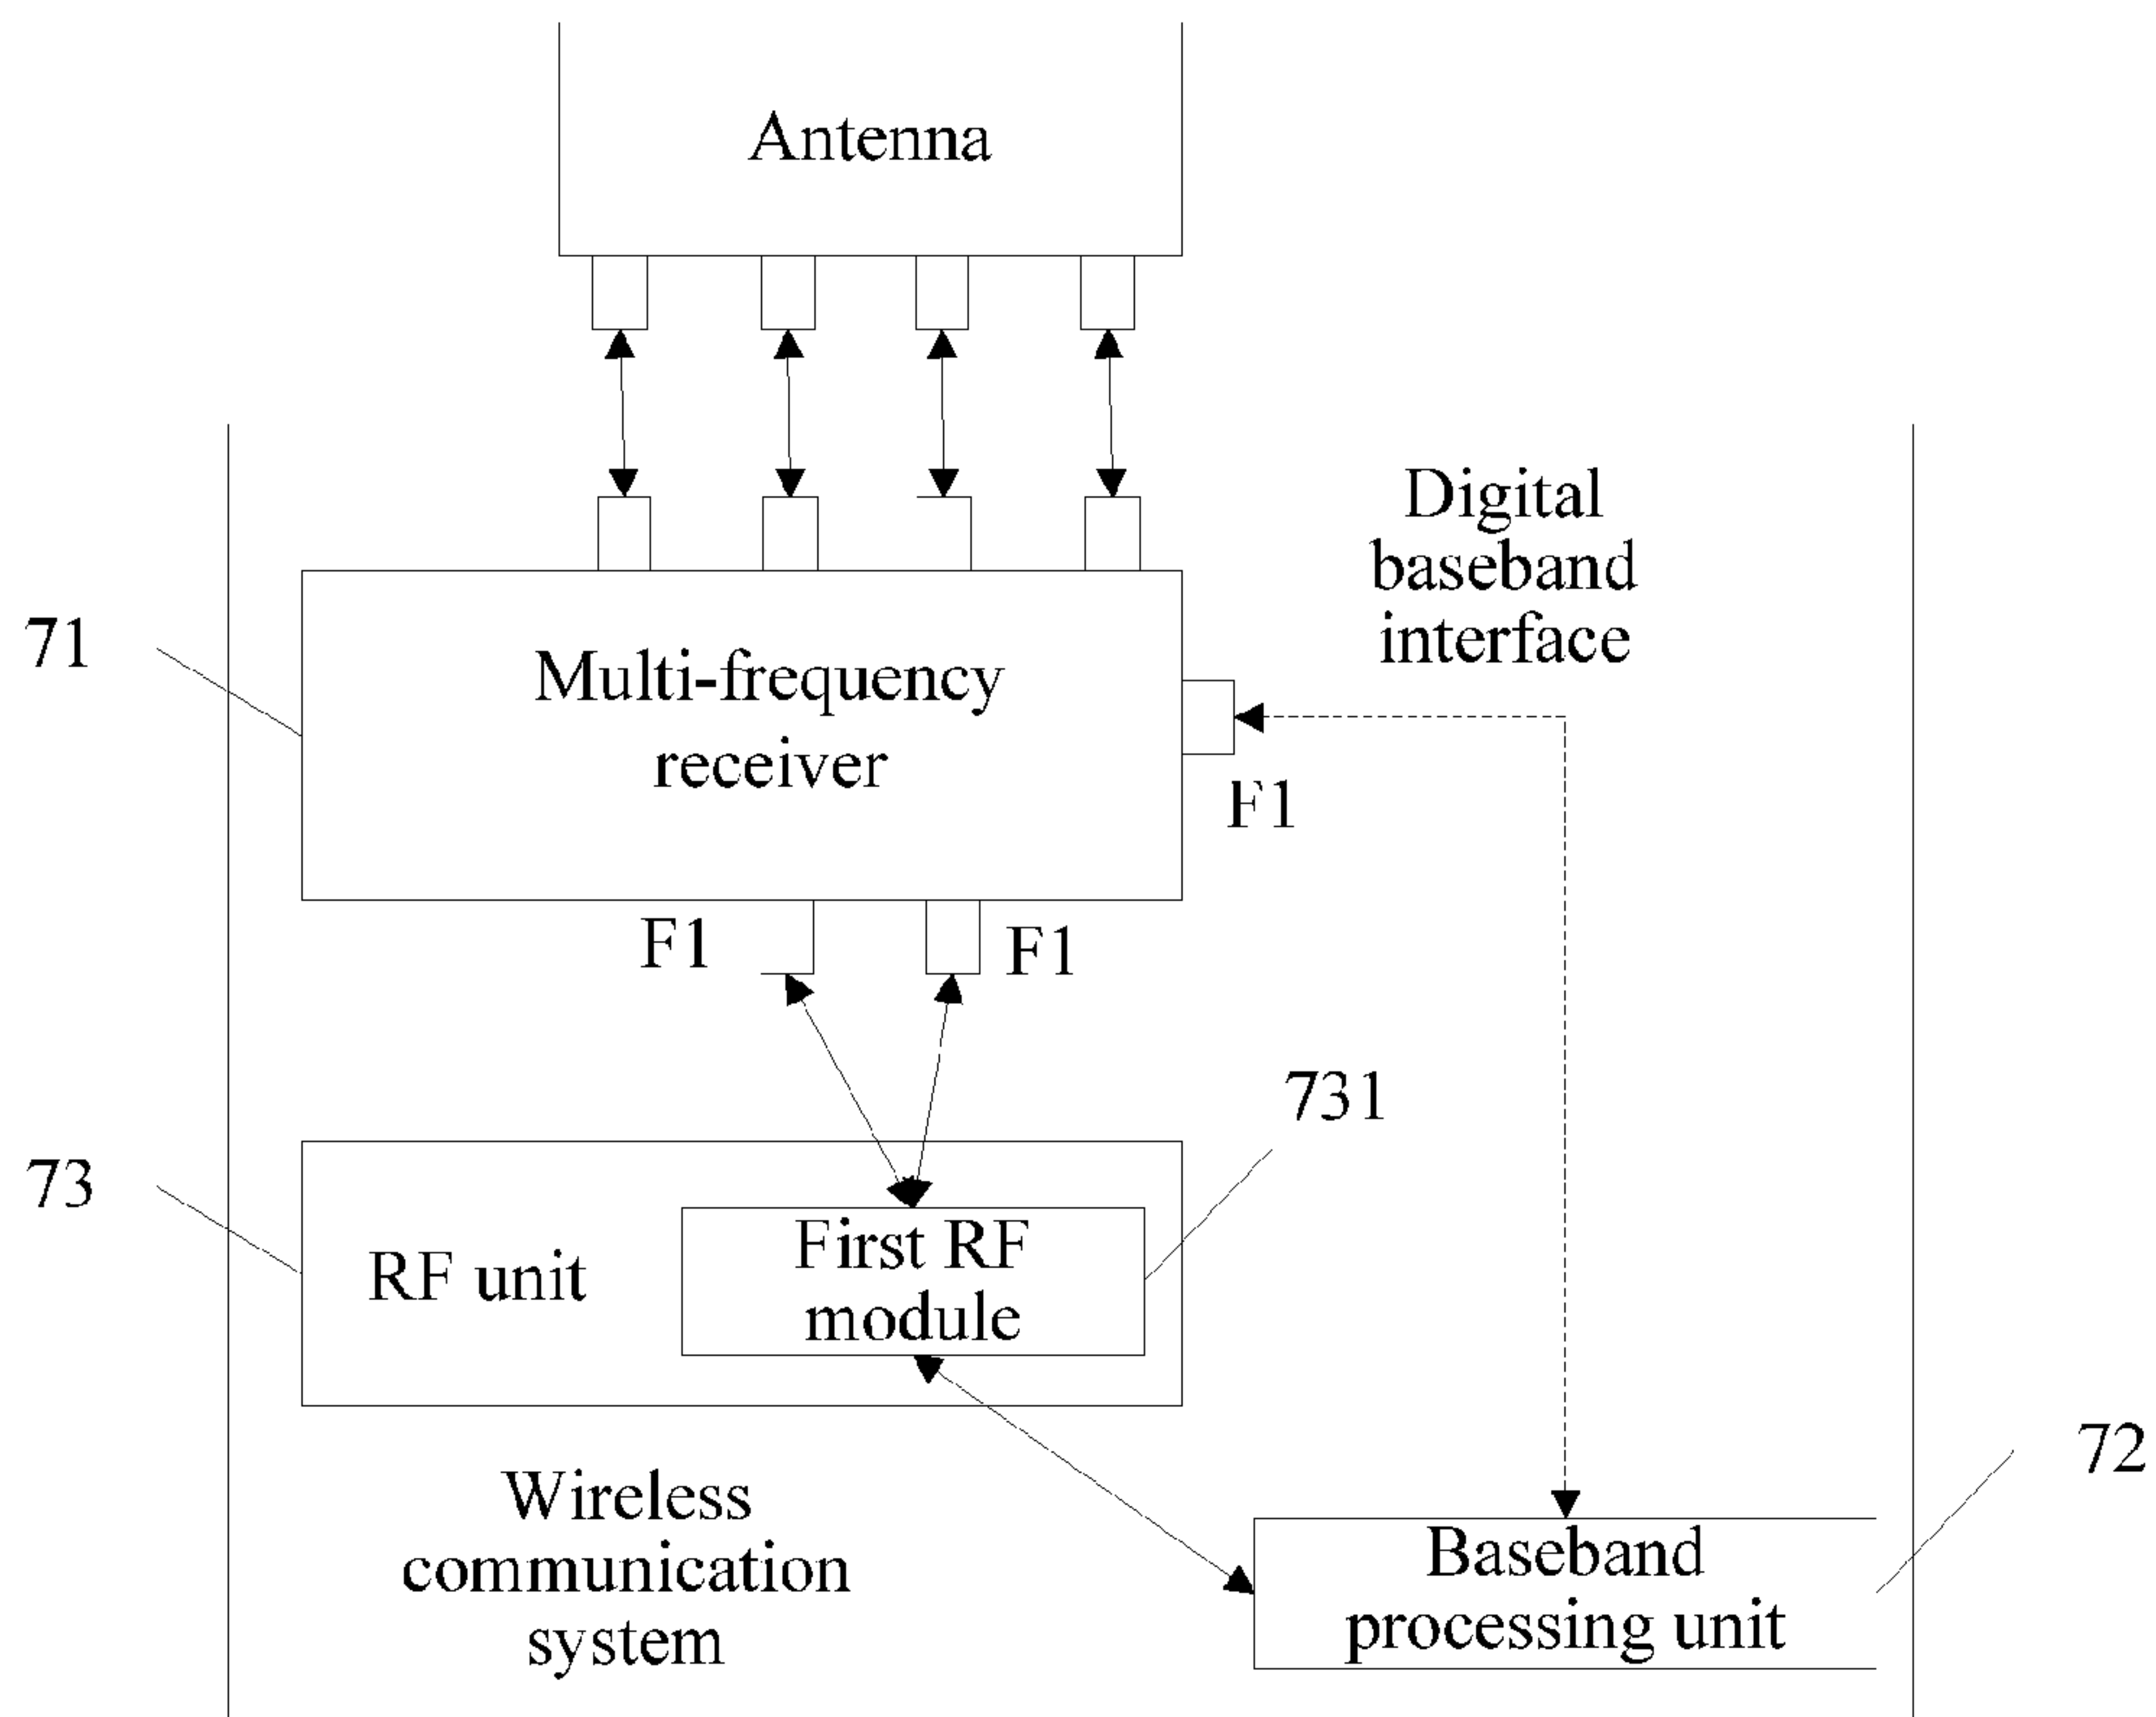 Antenna
Digital
baseband
interface
71
Multi-frequency
receiver
F1
F1
F1
731
73
First RF
module
RF unit
72
Wireless
communication
system
Baseband
processing unit